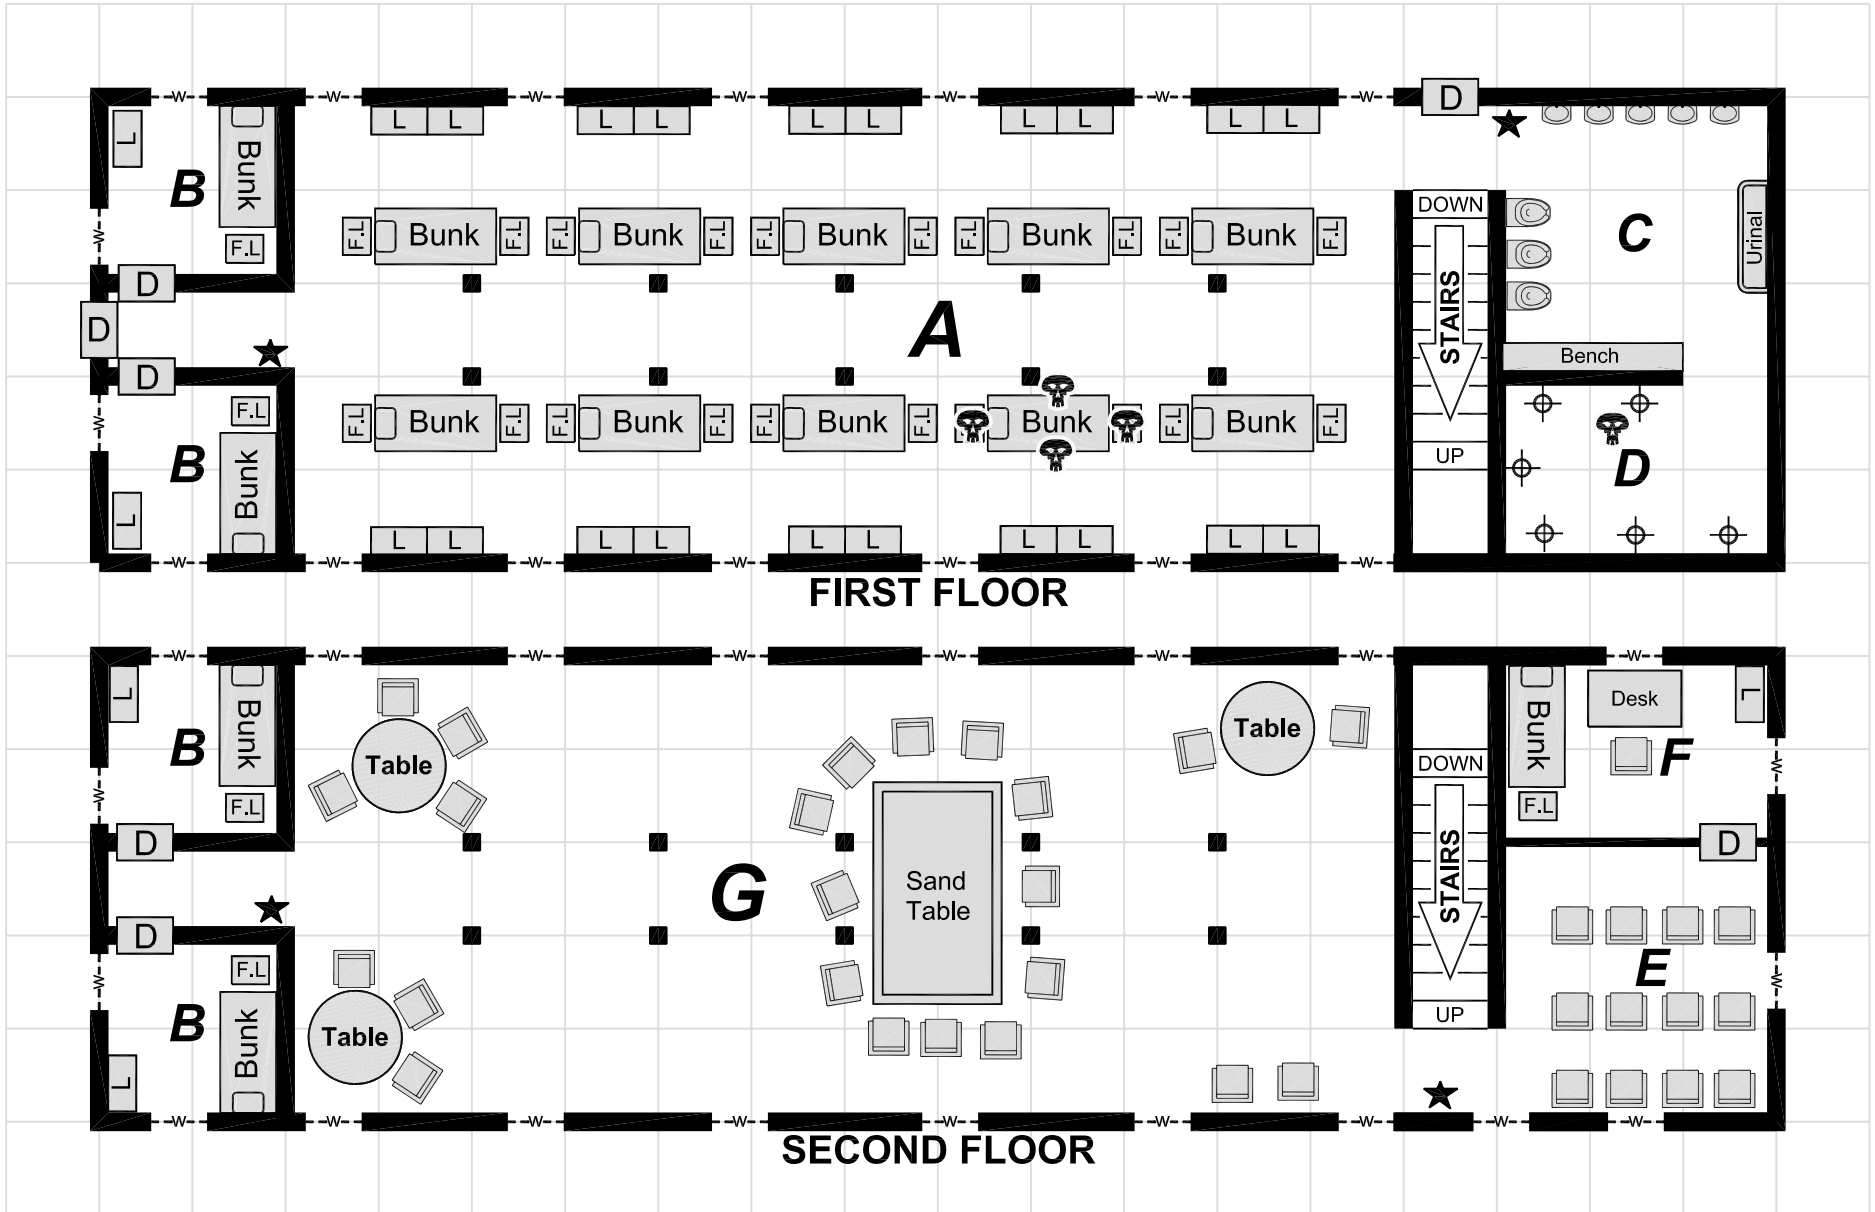 W W W W W W W D
L L L L L L L L L L
L Bunk
B
F.L
W
DOWN
C
Urinal
F.L Bunk F.L F.L Bunk F.L F.L Bunk F.L F.L Bunk F.L F.L Bunk F.L
D
D
A
STAIRS
D
Bench
F.L
W
F.L Bunk F.L F.L Bunk F.L F.L Bunk F.L Bunk F.L Bunk F.L
B
Bunk
UP
D
L
L L L L L L L L L L
W W W W W W W
FIRST FLOOR
W W W W W W W W
L Bunk
Bunk Desk L
B
Table
Table
F
DOWN
W
W
F.L
F.L
D
D
STAIRS
G
Sand
Table
D
F.L
W
E
W
B
Bunk
UP
Table
L
W W W W W W W W W
SECOND FLOOR